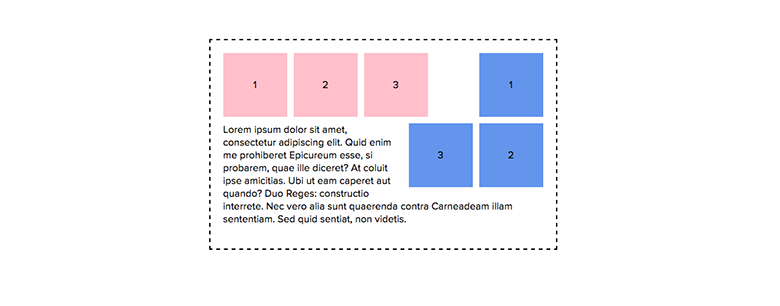 1 2 3 1
3 2
Lorem ipsum dolor sit amet,
consectetur adipiscing elit. Quid enim
me prohiberet Epicureum esse, si
probarem, quae ille diceret? At coluit
ipse amicitias. Ubi ut eam caperet aut
quando? Duo Reges: constructio
interrete. Nec vero alia sunt quaerenda contra Carneadeam illam
sententiam. Sed quid sentiat, non videtis.